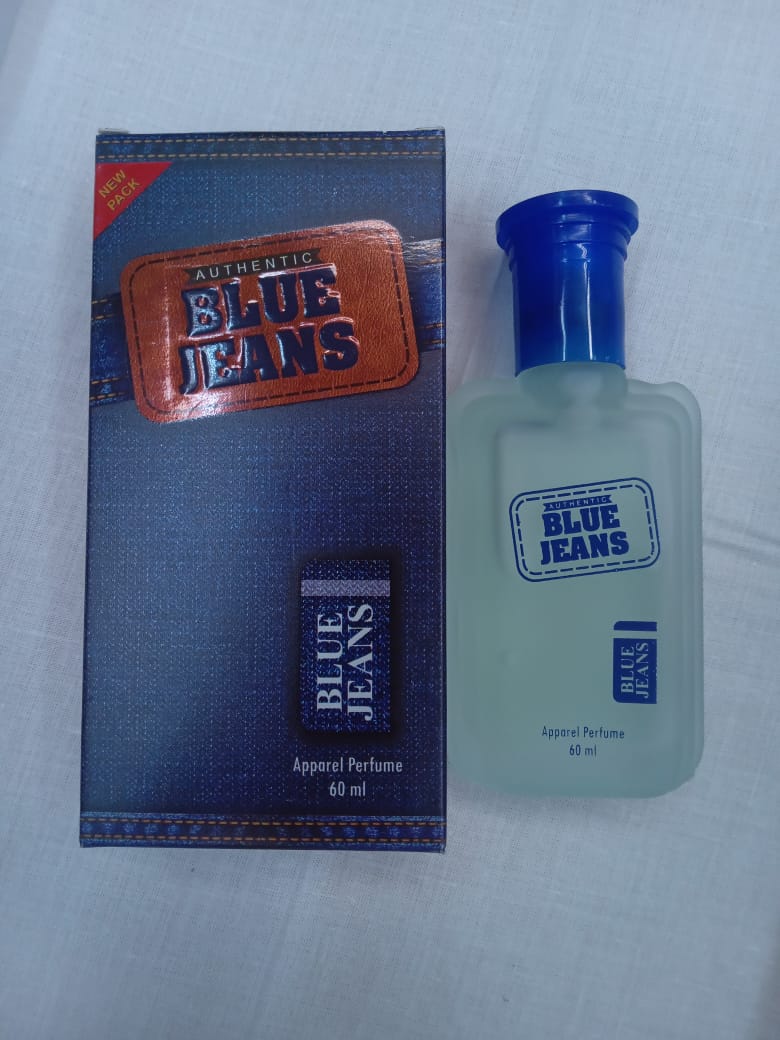 NEW
PACK
AUTHENTIC
BLUE
JEANS
BLUE
JEANS
Apparel Perfume
60 ml
AUTHENTIC
BLUE
JEANS
BLUE
JEANS
Apparel Perfume
60 ml